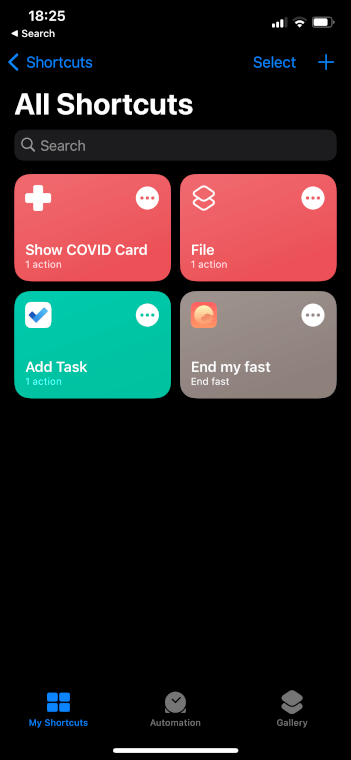 18:25
◀ Search
Shortcuts
Select
All Shortcuts
Search
Show COVID Card
1 action
File
1 action
Add Task
1 action
End my fast
End fast
My Shortcuts
Automation
Gallery